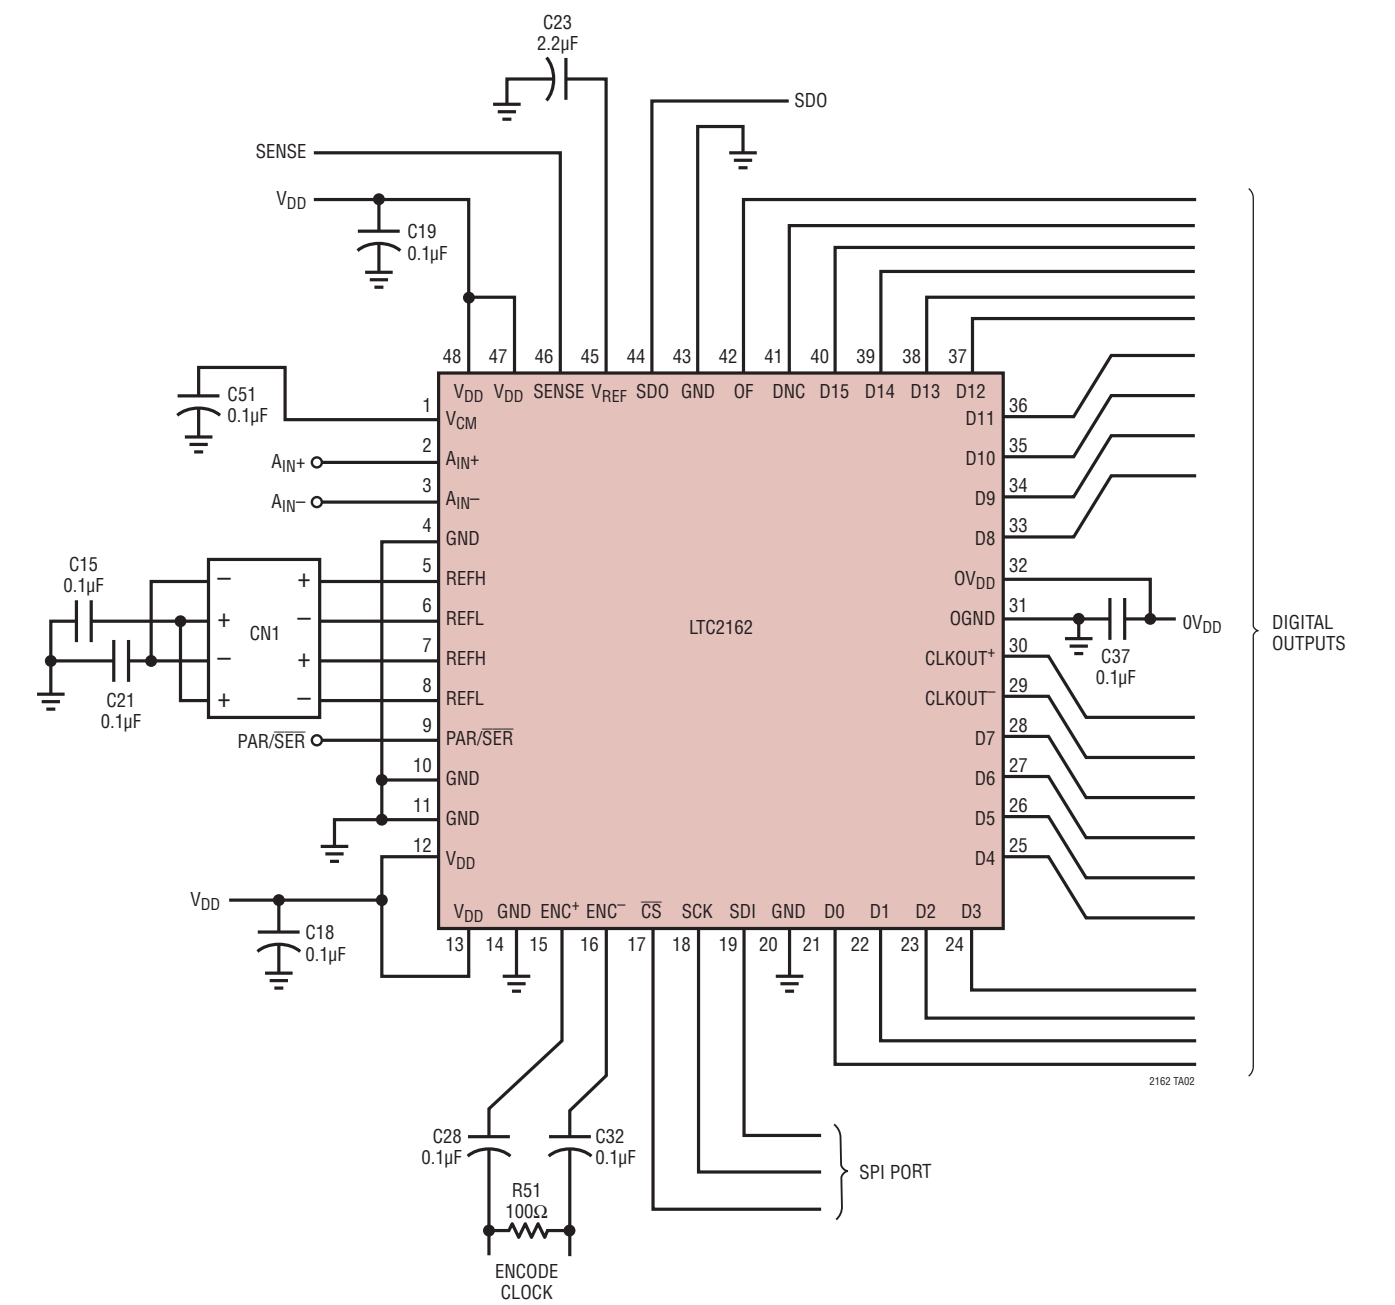 C23
2.2µF
SDO
SENSE
VDD
C19
0.1µF
48 47 46 45 44 43 42 41 40 39 38 37
VDD VDD SENSE VREF SDO GND OF DNC D15 D14 D13 D12
C51
0.1µF
1
VCM
D11
36
2
AIN+
AIN+
D10
35
3
AIN–
AIN–
D9
34
4
GND
D8
33
C15
0.1µF
5
REFH
OVDD
32
6
REFL
LTC2162
OGND
31
OVDD
C37
0.1µF
DIGITAL
OUTPUTS
CN1
– +
+ –
– +
+ –
7
REFH
CLKOUT+
30
C21
0.1µF
8
REFL
CLKOUT–
29
PAR/S̅E̅R̅
9
PAR/S̅E̅R̅
D7
28
10
GND
D6
27
11
GND
D5
26
12
VDD
D4
25
VDD
C18
0.1µF
VDD GND ENC+ ENC– C̅S̅ SCK SDI GND D0 D1 D2 D3
13 14 15 16 17 18 19 20 21 22 23 24
2162 TA02
C28
0.1µF
C32
0.1µF
SPI PORT
R51
100Ω
ENCODE
CLOCK